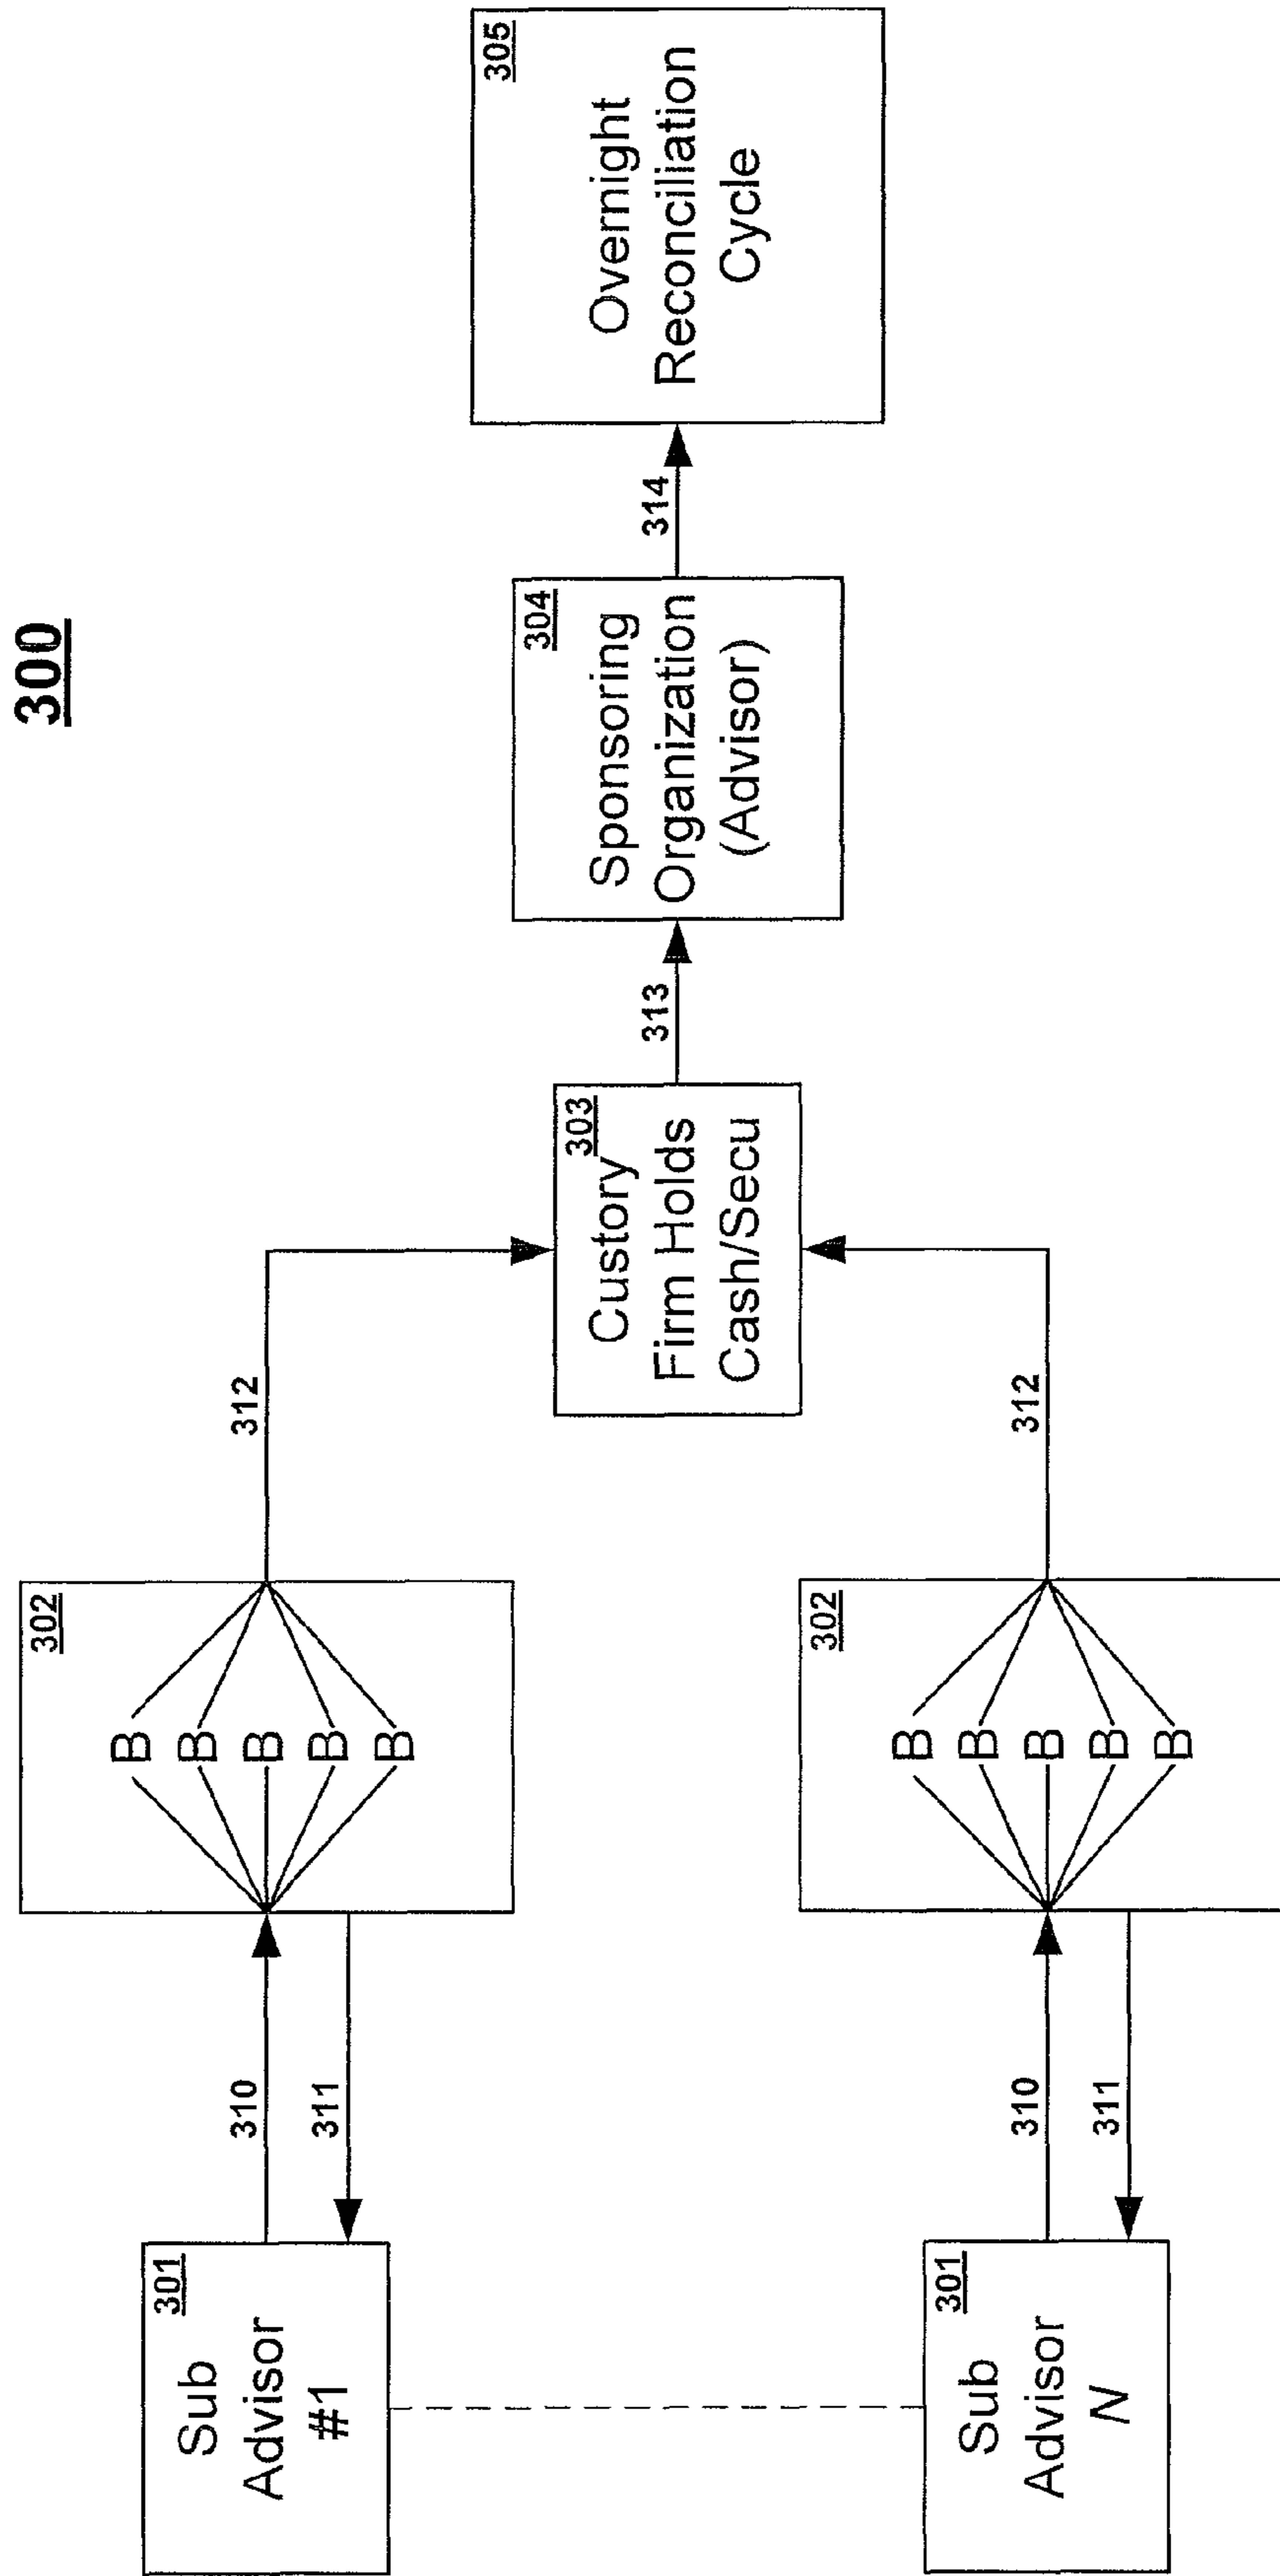 300
301
Sub
Advisor
#1
310
311
302
B
B
B
B
B
312
303
Custory
Firm Holds
Cash/Secu
313
304
Sponsoring
Organization
(Advisor)
314
305
Overnight
Reconciliation
Cycle
301
Sub
Advisor
N
310
311
302
B
B
B
B
B
312